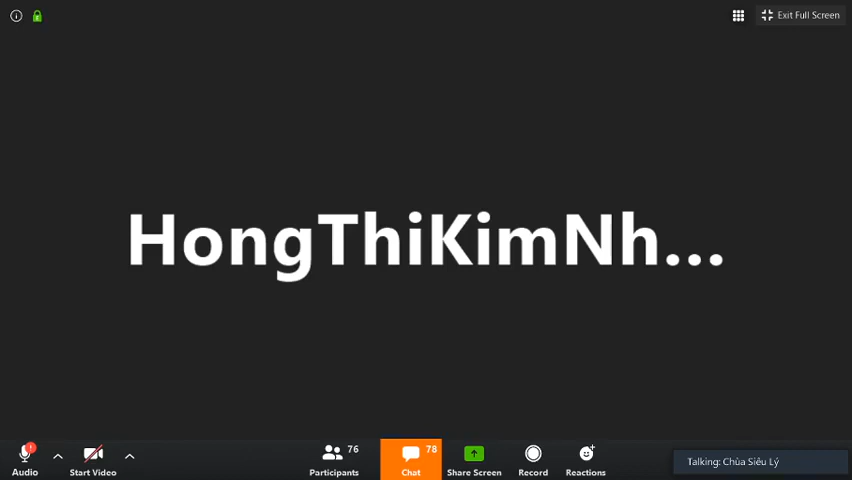 Exit Full Screen
HongThiKimNh...
76
78
Audio
Start Video
Participants
Chat
Share Screen
Record
Reactions
Talking: Chùa Siêu Lý